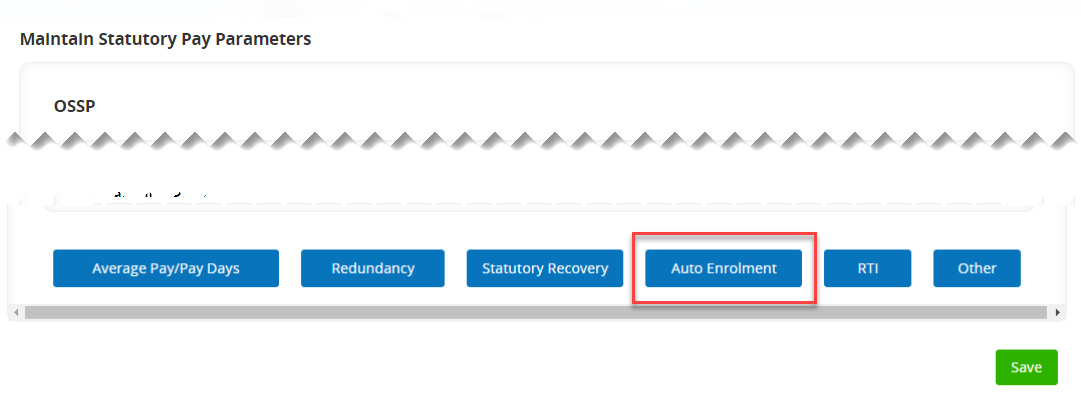 Maintain Statutory Pay Parameters
OSSP
Average Pay/Pay Days Redundancy Statutory Recovery Auto Enrolment RTI Other
Save